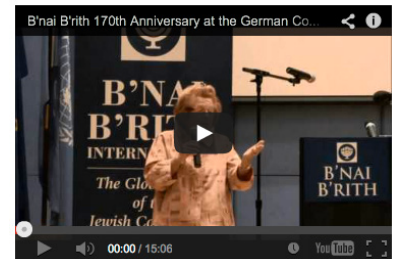 B'nai B'rith 170th Anniversary at the German Co...
B'NAI
B'RI
INTERN
The Glo
of t
Jewish Co
B'NAI
B'RITH
00:00 / 15:06
YouTube